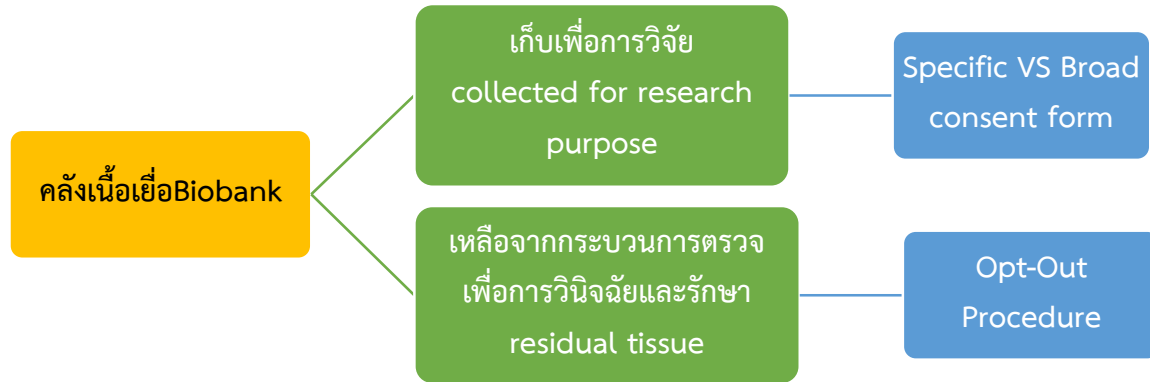 คลังเนื้อเยื่อBiobank
เก็บเพื่อการวิจัย
collected for research
purpose
Specific VS Broad
consent form
เหลือจากกระบวนการตรวจ
เพื่อการวินิจฉัยและรักษา
residual tissue
Opt-Out
Procedure